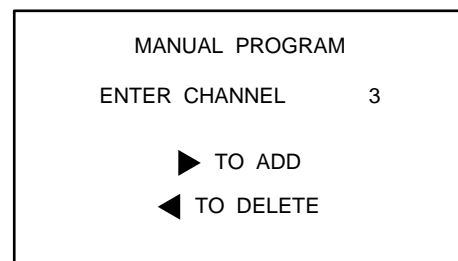 MANUAL PROGRAM
ENTER CHANNEL 3
▶ TO ADD
◀ TO DELETE